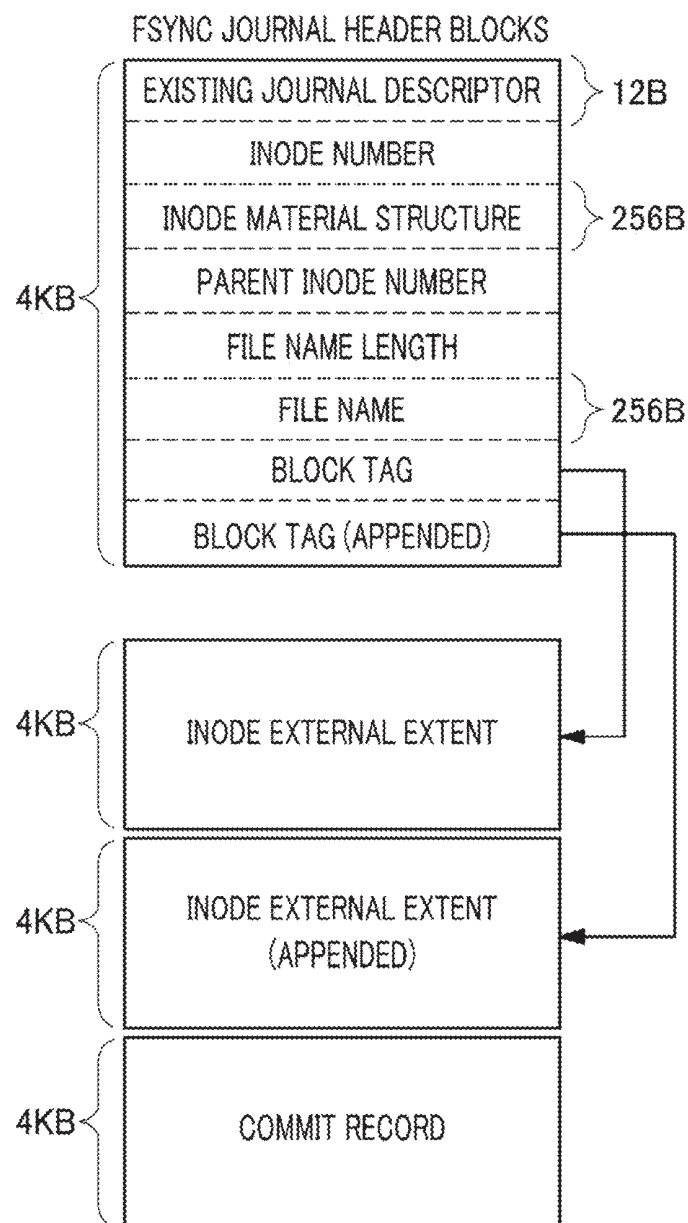 FSYNC JOURNAL HEADER BLOCKS
EXISTING JOURNAL DESCRIPTOR
12B
INODE NUMBER
INODE MATERIAL STRUCTURE
256B
4KB
PARENT INODE NUMBER
FILE NAME LENGTH
FILE NAME
256B
BLOCK TAG
BLOCK TAG (APPENDED)
4KB
INODE EXTERNAL EXTENT
4KB
INODE EXTERNAL EXTENT
(APPENDED)
4KB
COMMIT RECORD